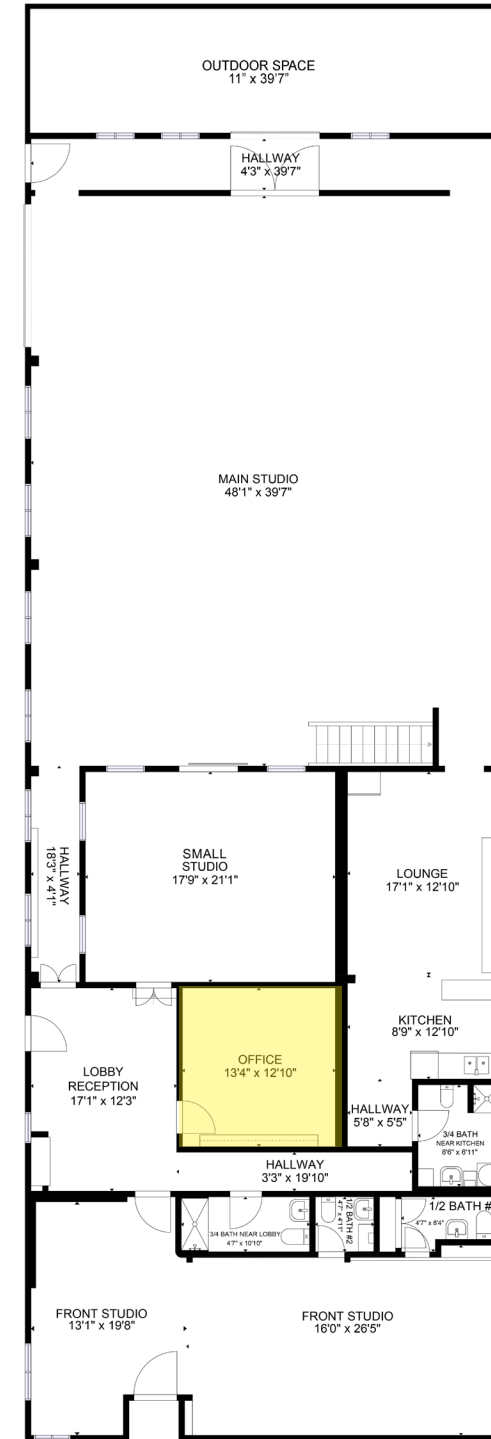 OUTDOOR SPACE
11" x 39'7"
HALLWAY
4'3" x 39'7"
MAIN STUDIO
48'1" x 39'7"
HALLWAY
18'3" x 4'1"
SMALL
STUDIO
17'9" x 21'1"
LOUNGE
17'1" x 12'10"
KITCHEN
8'9" x 12'10"
OFFICE
13'4" x 12'10"
LOBBY
RECEPTION
17'1" x 12'3"
HALLWAY
5'8" x 5'5"
3/4 BATH
NEAR KITCHEN
8'6" x 6'11"
HALLWAY
3'3" x 19'10"
3/4 BATH NEAR LOBBY
4'7" x 10'10"
1/2 BATH #2
4'7" x 4'11"
1/2 BATH #
4'7" x 8'4"
FRONT STUDIO
13'1" x 19'8"
FRONT STUDIO
16'0" x 26'5"